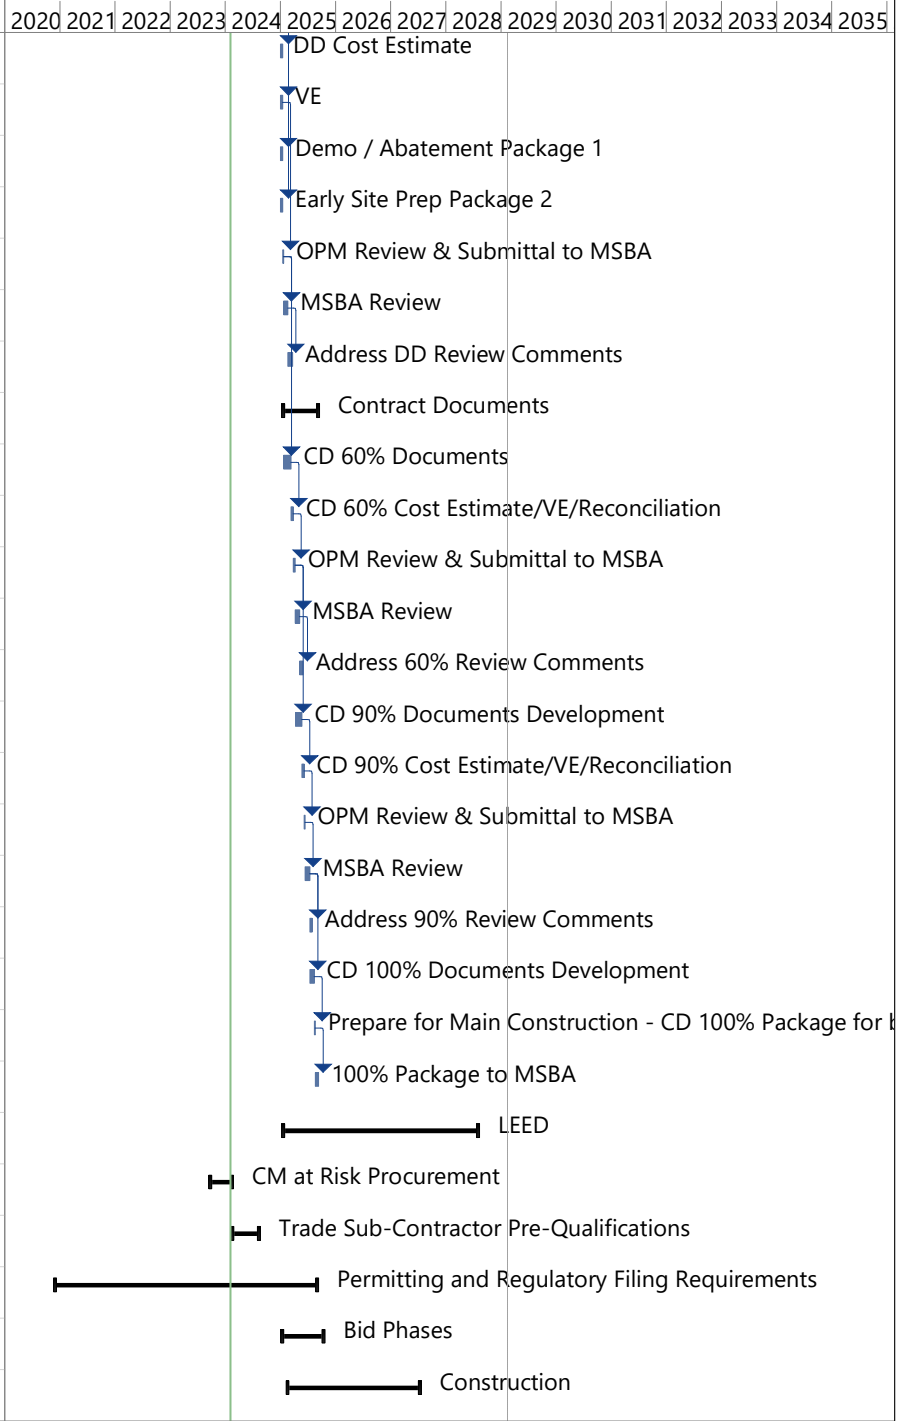 2020 2021 2022 2023 2024 2025 2026 2027 2028 2029 2030 2031 2032 2033 2034 2035
DD Cost Estimate
VE
Demo / Abatement Package 1
Early Site Prep Package 2
OPM Review & Submittal to MSBA
MSBA Review
Address DD Review Comments
Contract Documents
CD 60% Documents
CD 60% Cost Estimate/VE/Reconciliation
OPM Review & Submittal to MSBA
MSBA Review
Address 60% Review Comments
CD 90% Documents Development
CD 90% Cost Estimate/VE/Reconciliation
OPM Review & Submittal to MSBA
MSBA Review
Address 90% Review Comments
CD 100% Documents Development
Prepare for Main Construction - CD 100% Package for
100% Package to MSBA
LEED
CM at Risk Procurement
Trade Sub-Contractor Pre-Qualifications
Permitting and Regulatory Filing Requirements
Bid Phases
Construction